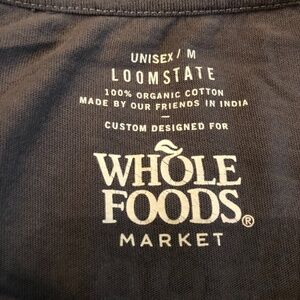 UNISEX / M
LOOMSTATE
100% ORGANIC COTTON
MADE BY OUR FRIENDS IN INDIA
—
CUSTOM DESIGNED FOR
WHOLE
FOODS®
MARKET